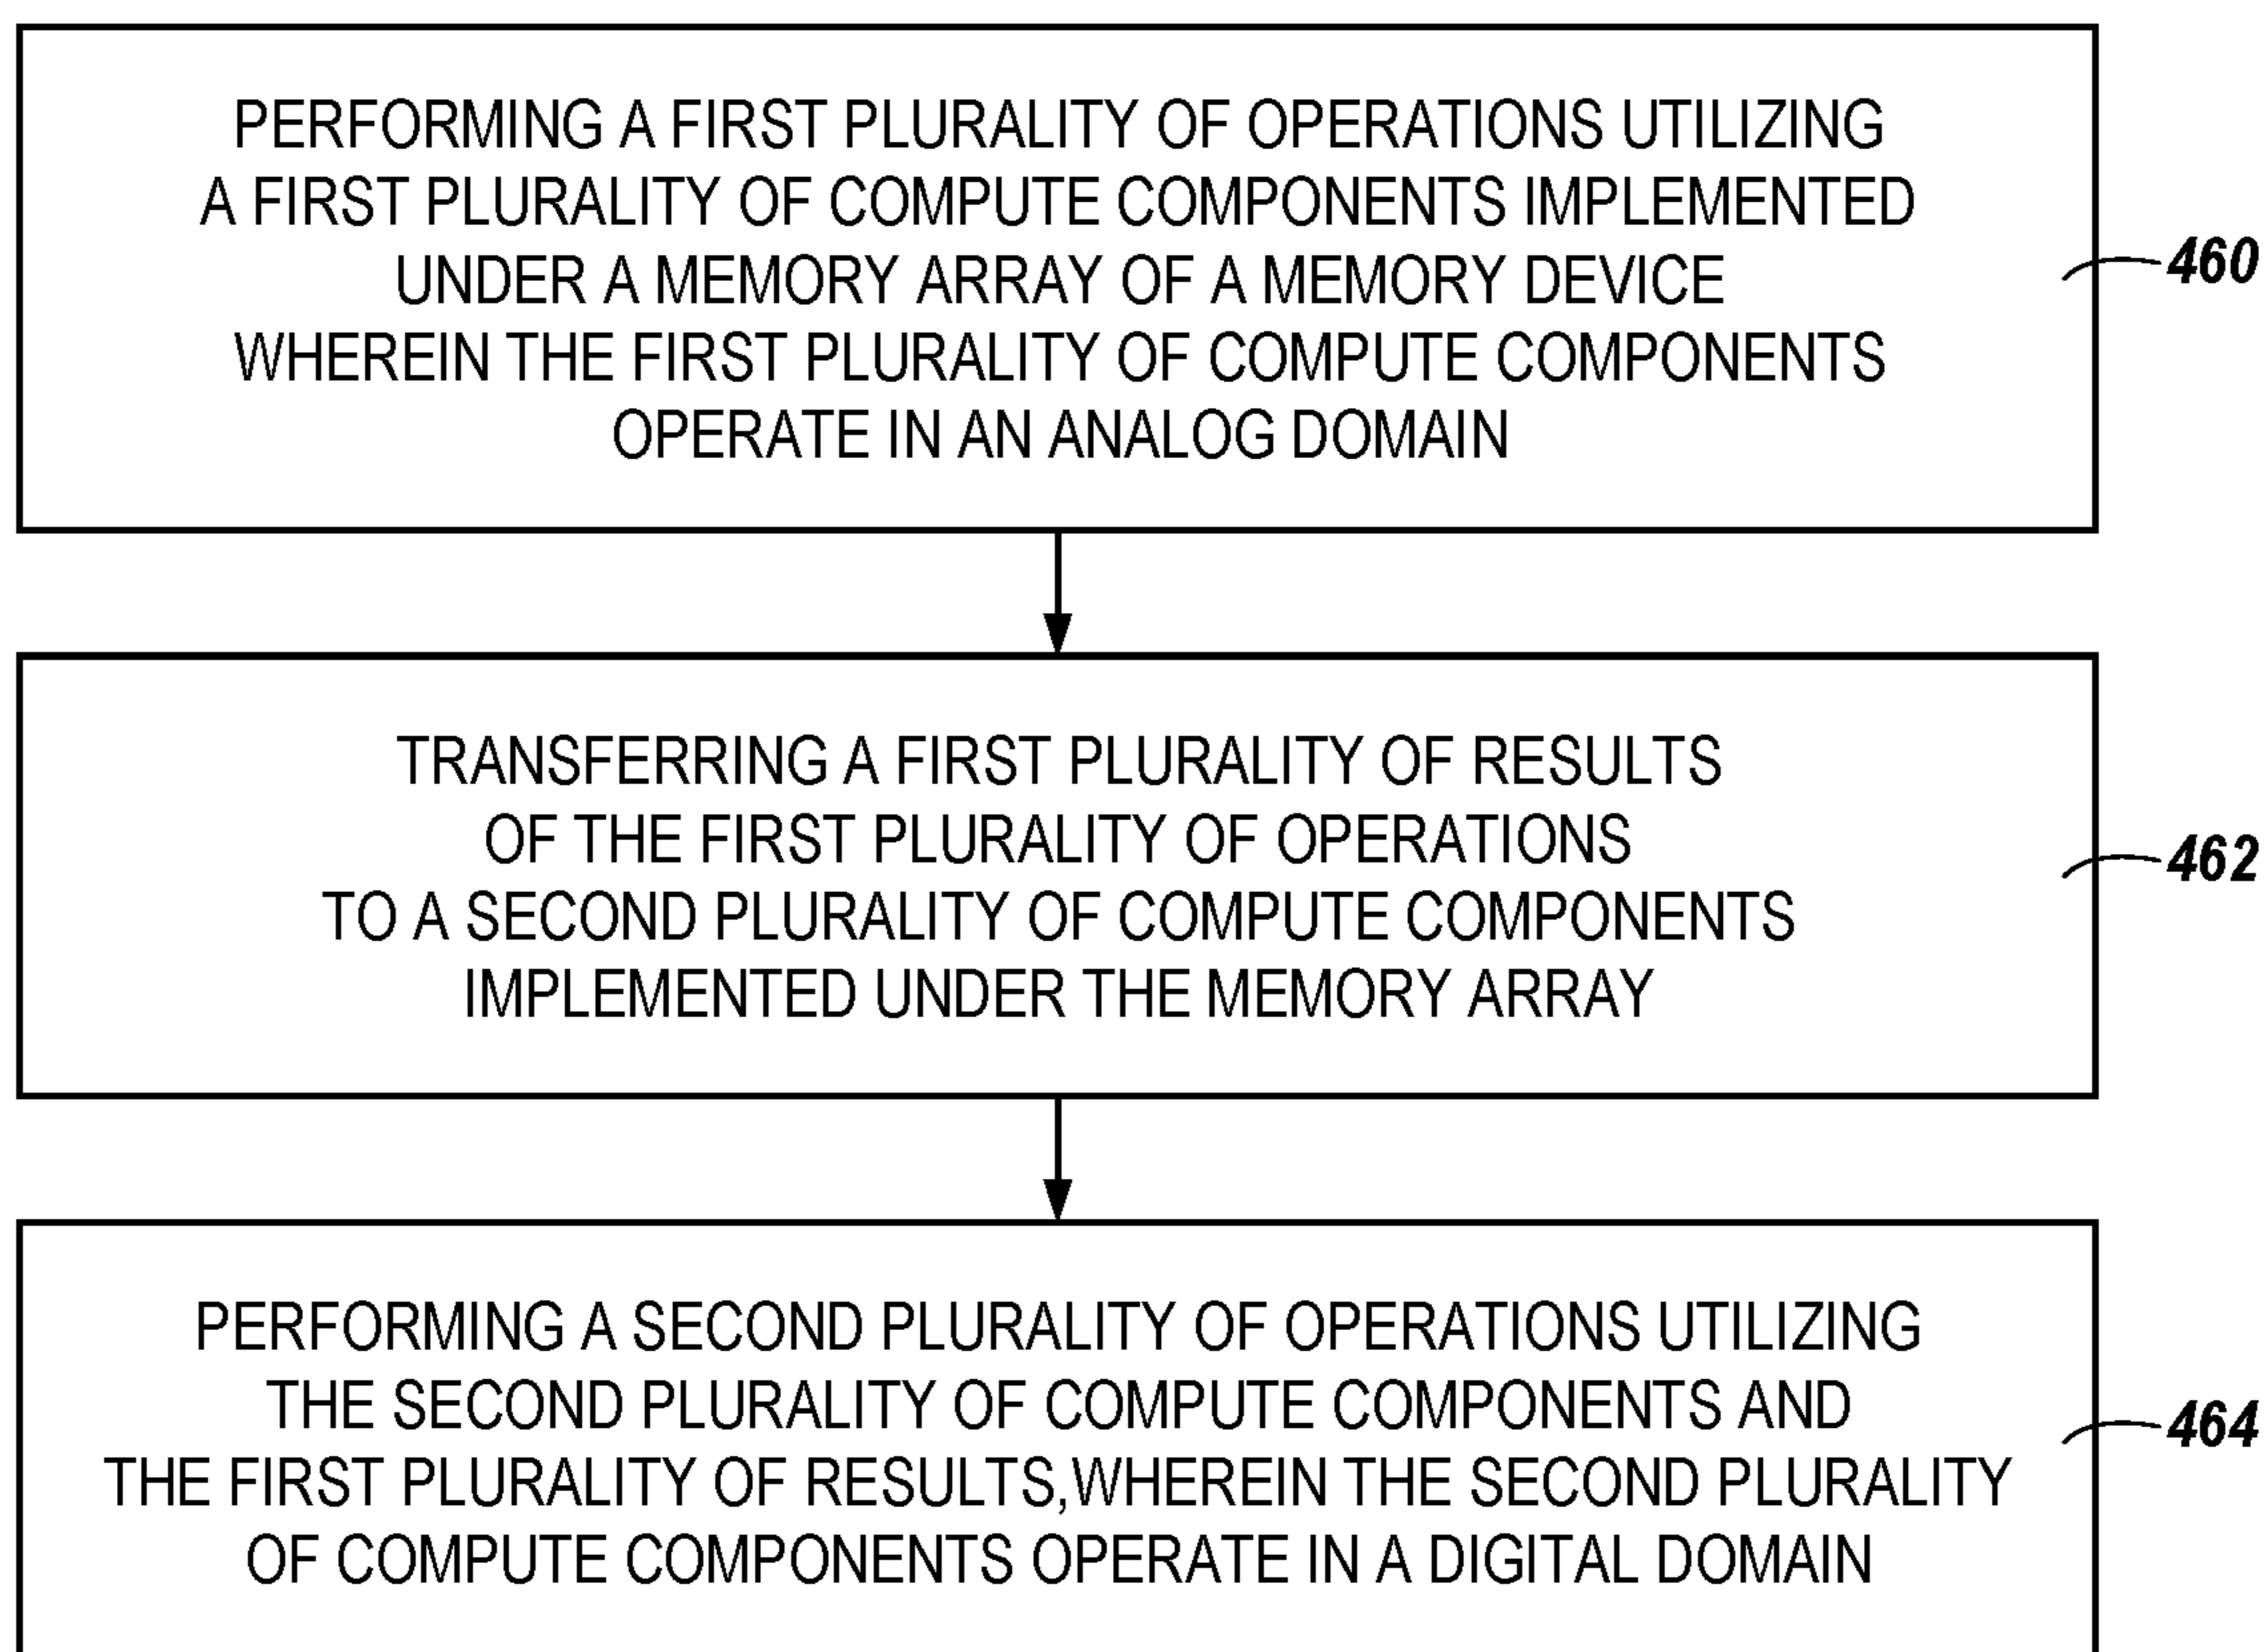 PERFORMING A FIRST PLURALITY OF OPERATIONS UTILIZING
A FIRST PLURALITY OF COMPUTE COMPONENTS IMPLEMENTED
UNDER A MEMORY ARRAY OF A MEMORY DEVICE
WHEREIN THE FIRST PLURALITY OF COMPUTE COMPONENTS
OPERATE IN AN ANALOG DOMAIN
460
TRANSFERRING A FIRST PLURALITY OF RESULTS
OF THE FIRST PLURALITY OF OPERATIONS
TO A SECOND PLURALITY OF COMPUTE COMPONENTS
IMPLEMENTED UNDER THE MEMORY ARRAY
462
PERFORMING A SECOND PLURALITY OF OPERATIONS UTILIZING
THE SECOND PLURALITY OF COMPUTE COMPONENTS AND
THE FIRST PLURALITY OF RESULTS,WHEREIN THE SECOND PLURALITY
OF COMPUTE COMPONENTS OPERATE IN A DIGITAL DOMAIN
464